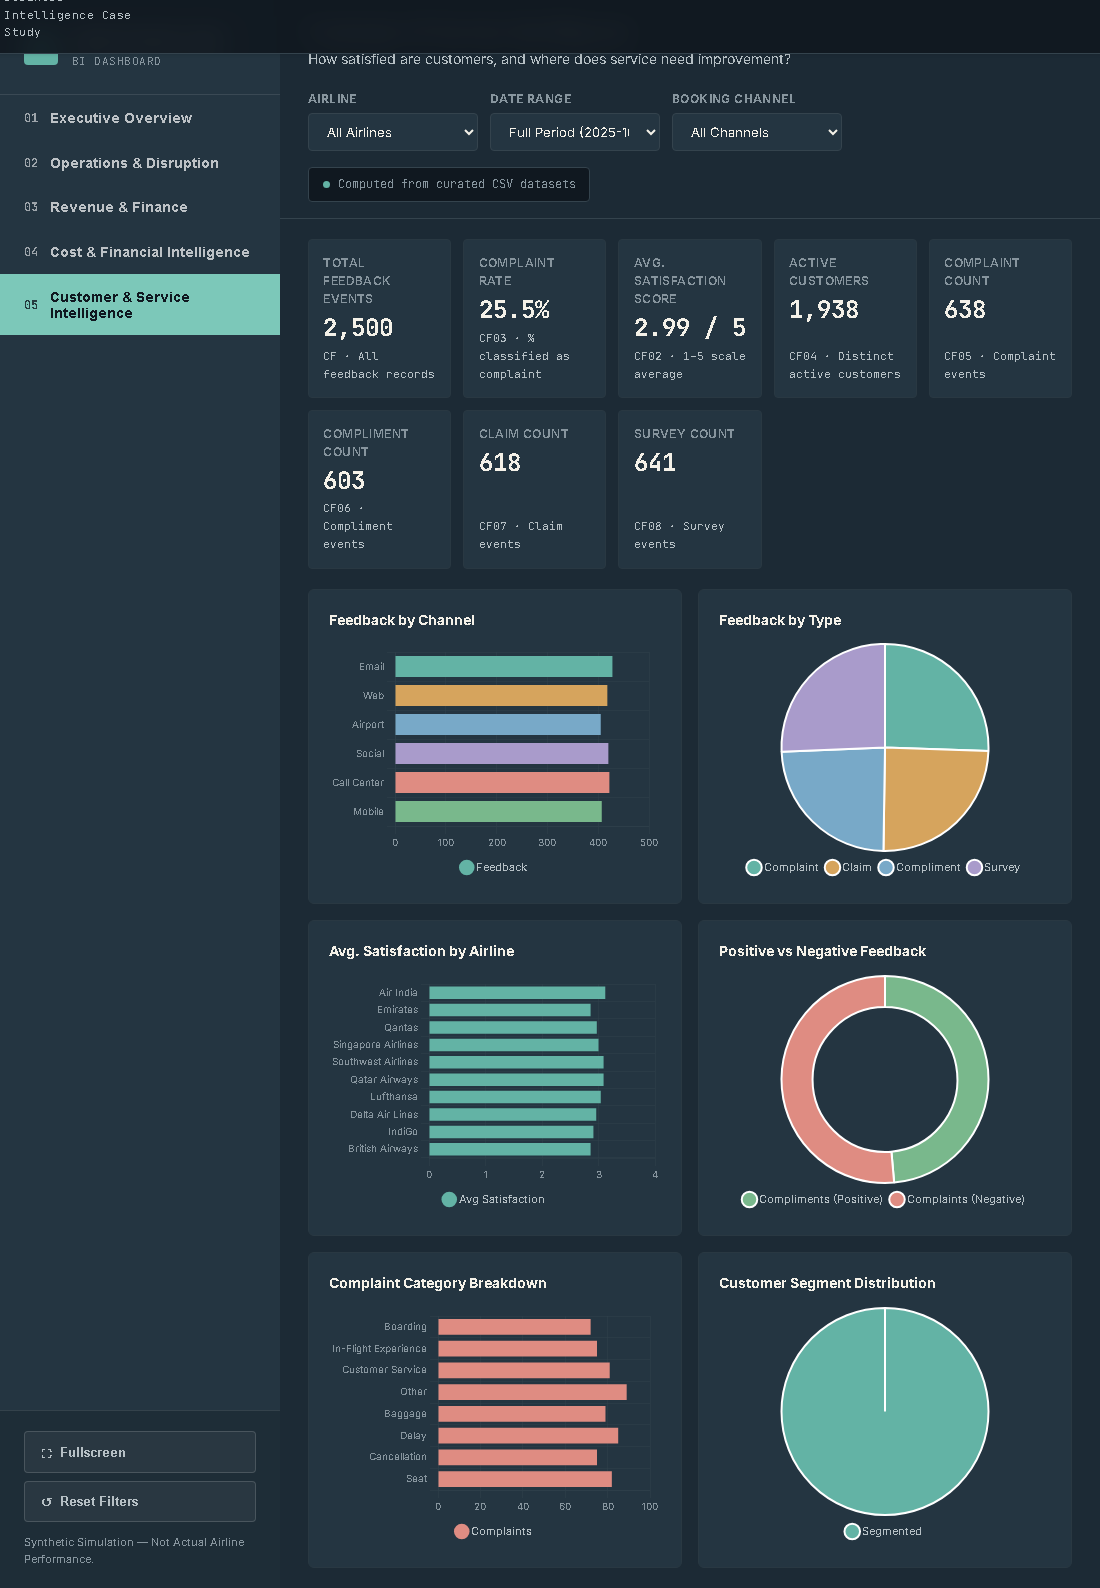 Intelligence Case
Study
BI DASHBOARD
01 Executive Overview
02 Operations & Disruption
03 Revenue & Finance
04 Cost & Financial Intelligence
05 Customer & Service
Intelligence
⛶ Fullscreen
↺ Reset Filters
Synthetic Simulation — Not Actual Airline
Performance.
How satisfied are customers, and where does service need improvement?
AIRLINE DATE RANGE BOOKING CHANNEL
All Airlines Full Period (2025-1 All Channels
Computed from curated CSV datasets
TOTAL
FEEDBACK
EVENTS
2,500
CF · All
feedback records
COMPLAINT
RATE
25.5%
CF03 · %
classified as
complaint
AVG.
SATISFACTION
SCORE
2.99 / 5
CF02 · 1–5 scale
average
ACTIVE
CUSTOMERS
1,938
CF04 · Distinct
active customers
COMPLAINT
COUNT
638
CF05 · Complaint
events
COMPLIMENT
COUNT
603
CF06 ·
Compliment
events
CLAIM COUNT
618
CF07 · Claim
events
SURVEY COUNT
641
CF08 · Survey
events
Feedback by Channel
Email
Web
Airport
Social
Call Center
Mobile
0 100 200 300 400 500
Feedback
Feedback by Type
Complaint Claim Compliment Survey
Avg. Satisfaction by Airline
Air India
Emirates
Qantas
Singapore Airlines
Southwest Airlines
Qatar Airways
Lufthansa
Delta Air Lines
IndiGo
British Airways
0 1 2 3 4
Avg Satisfaction
Positive vs Negative Feedback
Compliments (Positive) Complaints (Negative)
Complaint Category Breakdown
Boarding
In-Flight Experience
Customer Service
Other
Baggage
Delay
Cancellation
Seat
0 20 40 60 80 100
Complaints
Customer Segment Distribution
Segmented